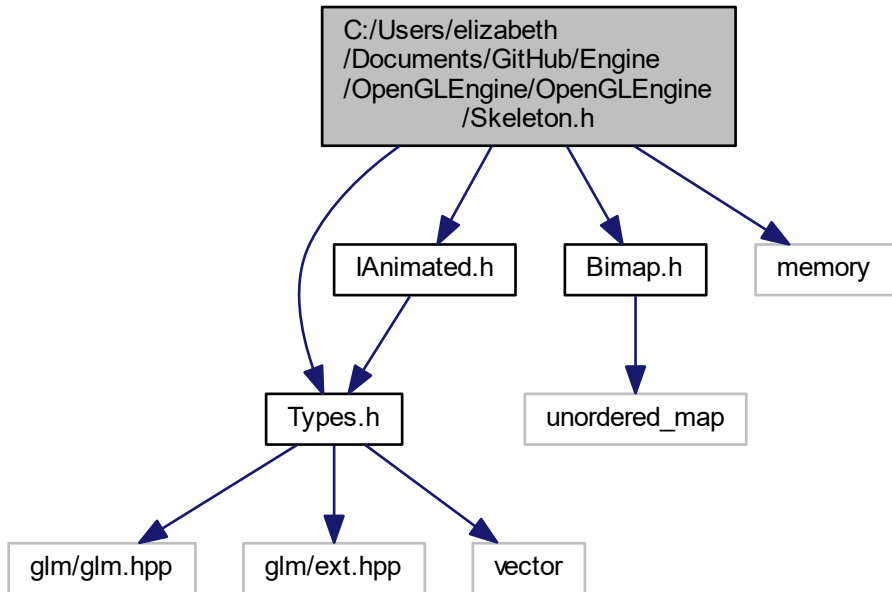 C:/Users/elizabeth
/Documents/GitHub/Engine
/OpenGLEngine/OpenGLEngine
/Skeleton.h
IAnimated.h
Bimap.h
memory
Types.h
unordered_map
glm/glm.hpp
glm/ext.hpp
vector